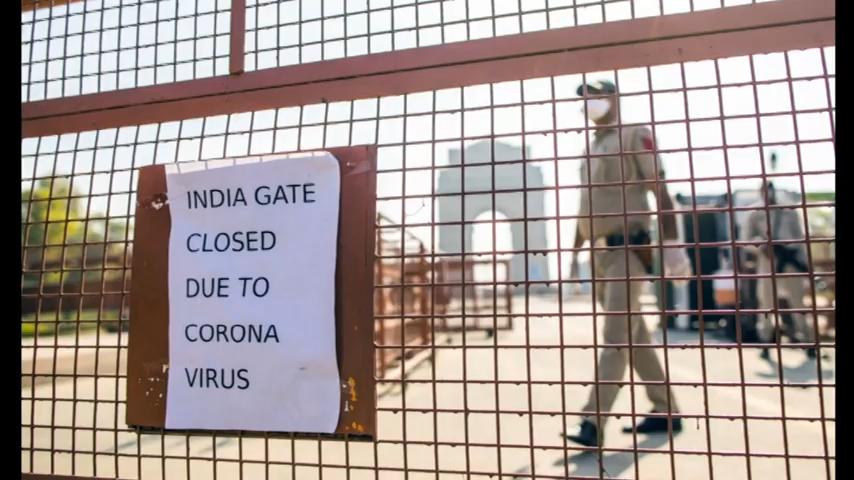 INDIA GATE
CLOSED
DUE TO
CORONA
VIRUS